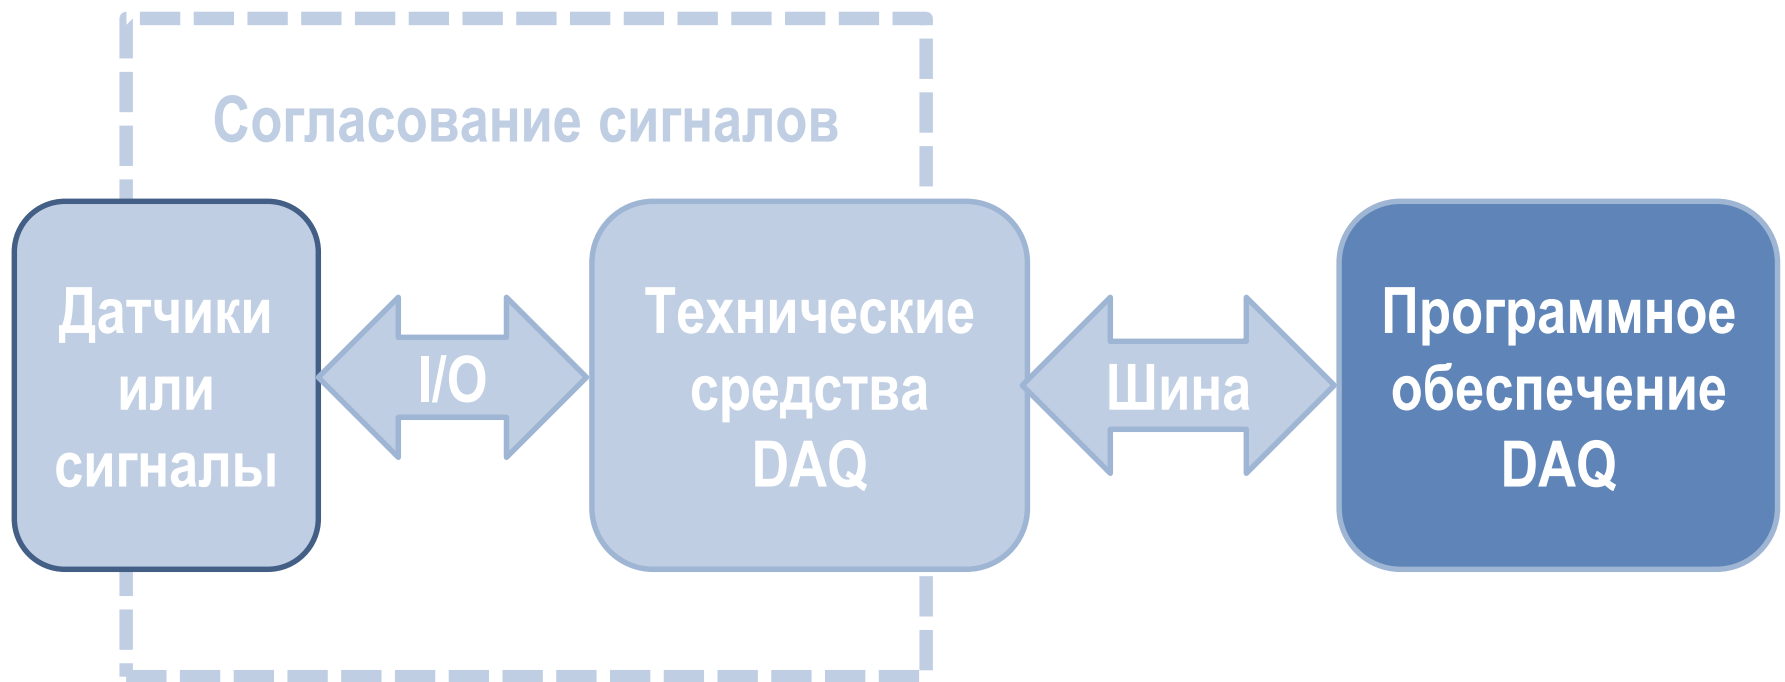 Согласование сигналов
Датчики
или
сигналы
I/O
Технические
средства
DAQ
Шина
Программное
обеспечение
DAQ